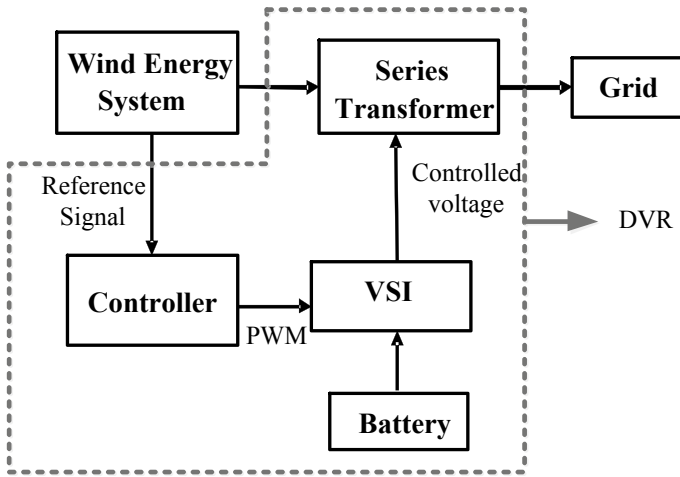 Wind Energy
System
Series
Transformer
Grid
Reference
Signal
Controlled
voltage
DVR
Controller
PWM
VSI
Battery